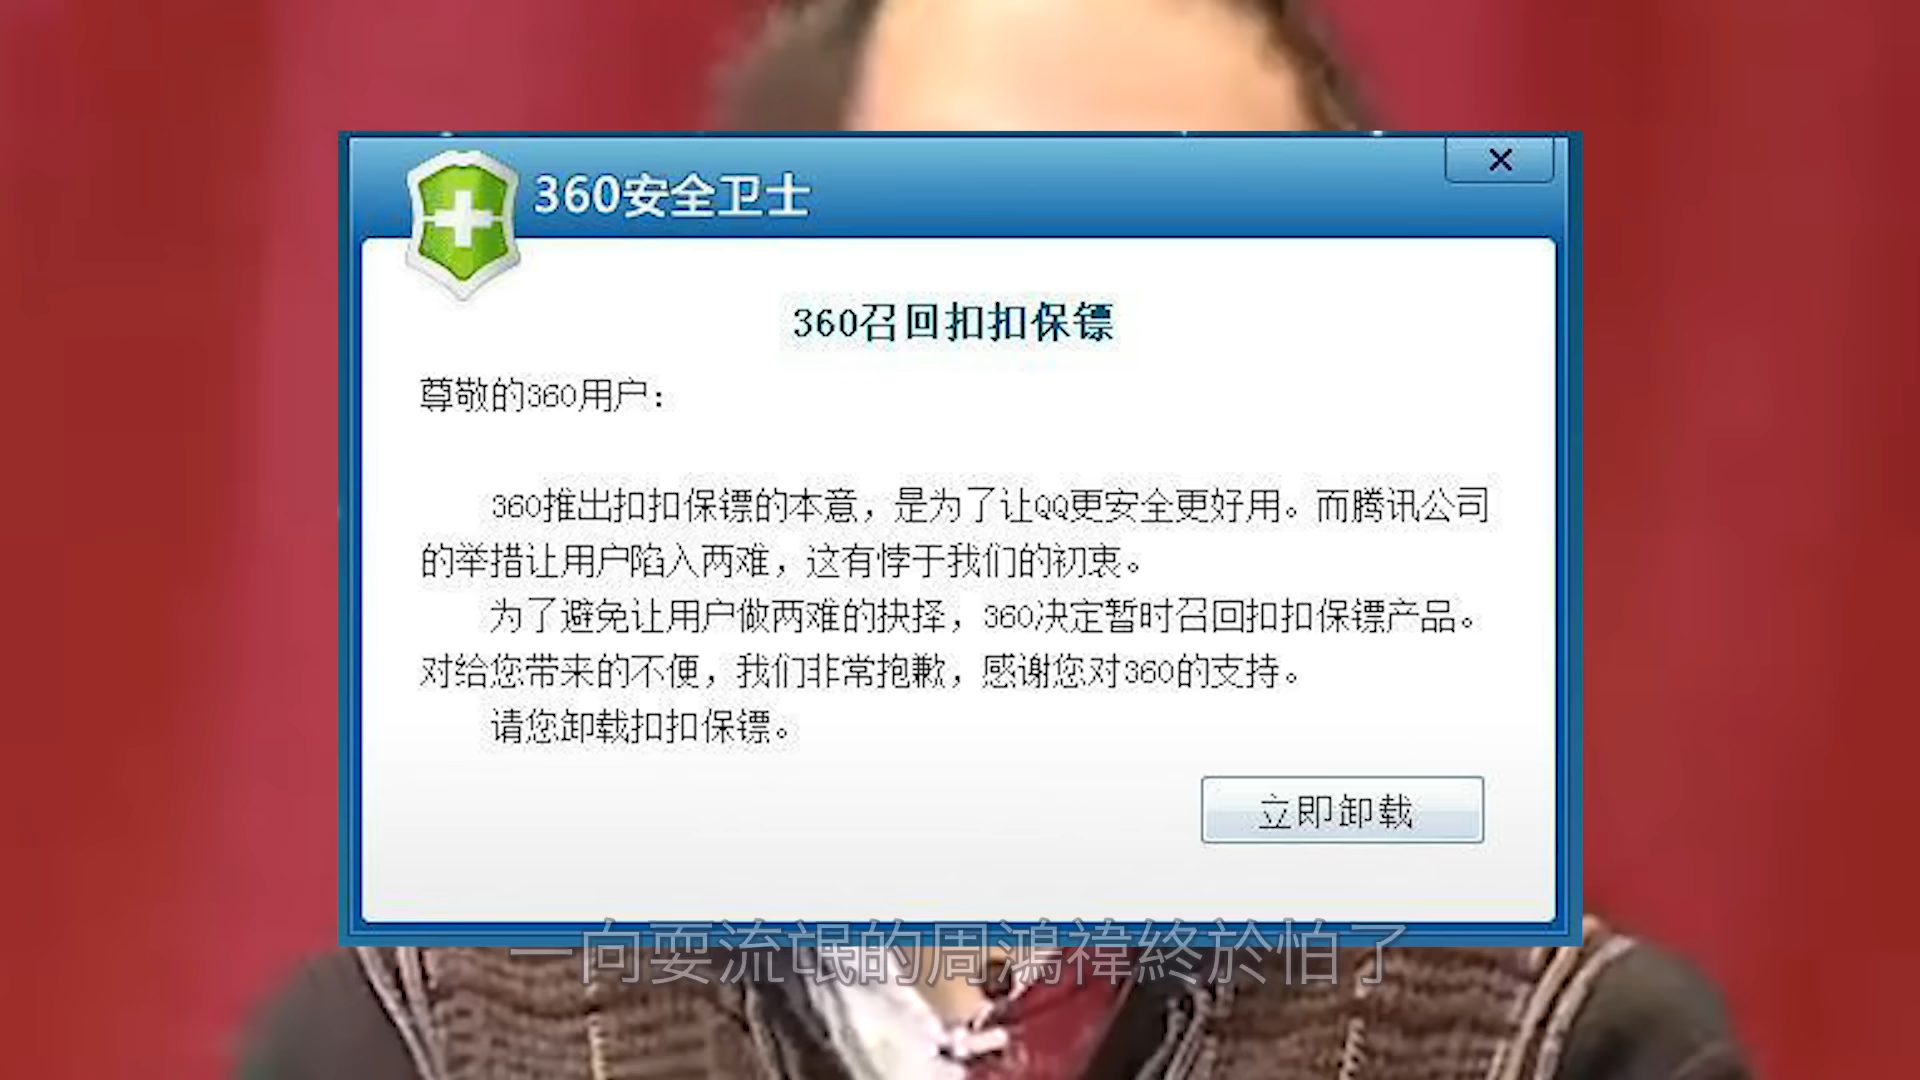 360安全卫士
360召回扣扣保镖
尊敬的360用户：
360推出扣扣保镖的本意，是为了让QQ更安全更好用。而腾讯公司
的举措让用户陷入两难，这有悖于我们的初衷。
为了避免让用户做两难的抉择，360决定暂时召回扣扣保镖产品。
对给您带来的不便，我们非常抱歉，感谢您对360的支持。
请您卸载扣扣保镖。
立即卸载
一向耍流氓的周鴻禕終於怕了